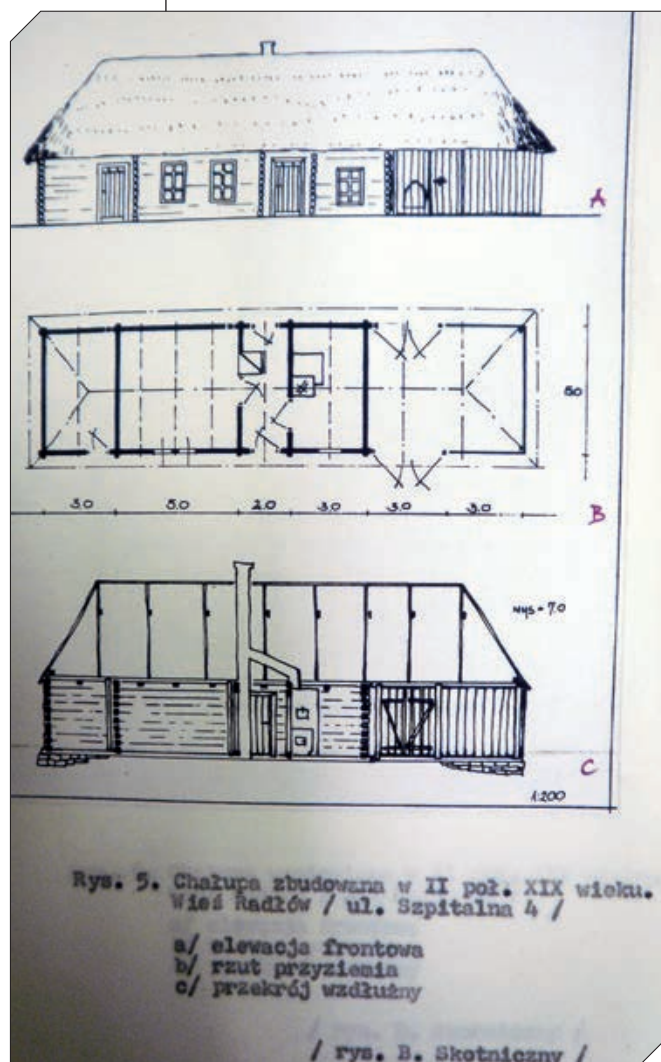 A
50
3.0 5.0 2.0 3.0 3.0 3.0
B
wys = 7.0
C
1:200
Rys. 5. Chałupa zbudowana w II poł. XIX wieku.
Wieś Radłów / ul. Szpitalna 4 /
a/ elewacja frontowa
b/ rzut przyziemia
c/ przekrój wzdłużny
/ rys. B. Skotniczny /